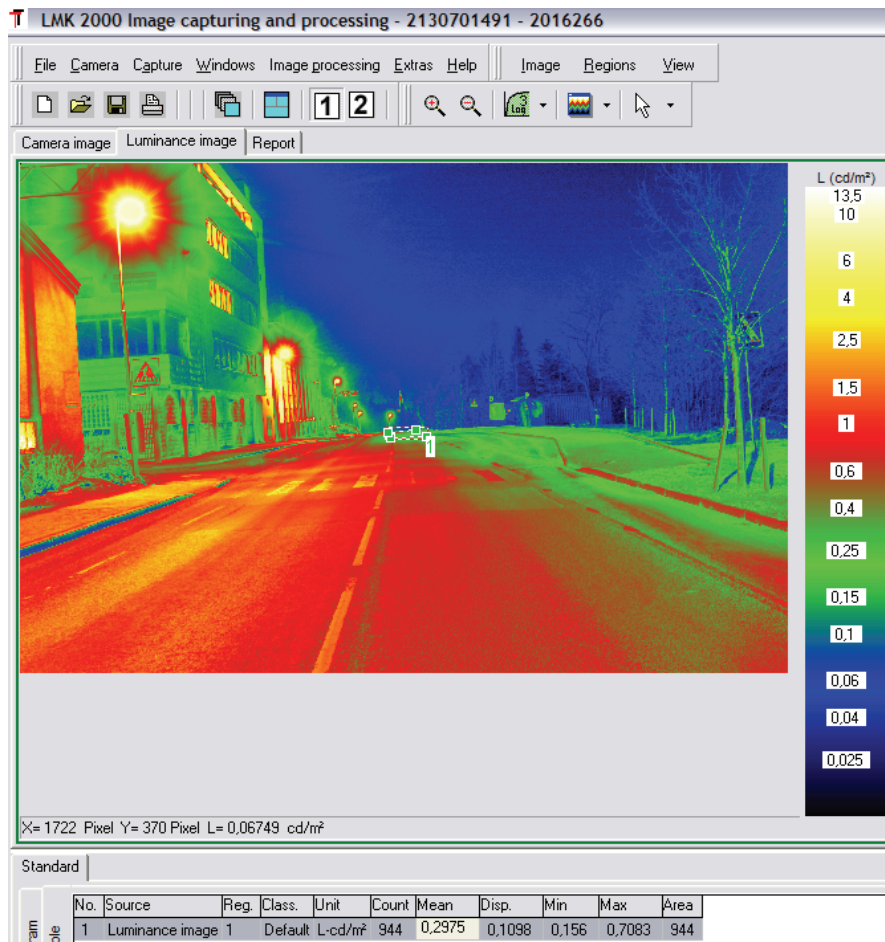 LMK 2000 Image capturing and processing - 2130701491 - 2016266
File Camera Capture Windows Image processing Extras Help Image Regions View
1 2 Log
Camera image Luminance image Report
L (cd/m²)
13,5
10
6
4
2,5
1,5
1
0,6
0,4
0,25
0,15
0,1
0,06
0,04
0,025
1
X= 1722 Pixel Y= 370 Pixel L= 0,06749 cd/m²
Standard
No. Source Reg. Class. Unit Count Mean Disp. Min Max Area
1 Luminance image 1 Default L-cd/m² 944 0,2975 0,1098 0,156 0,7083 944